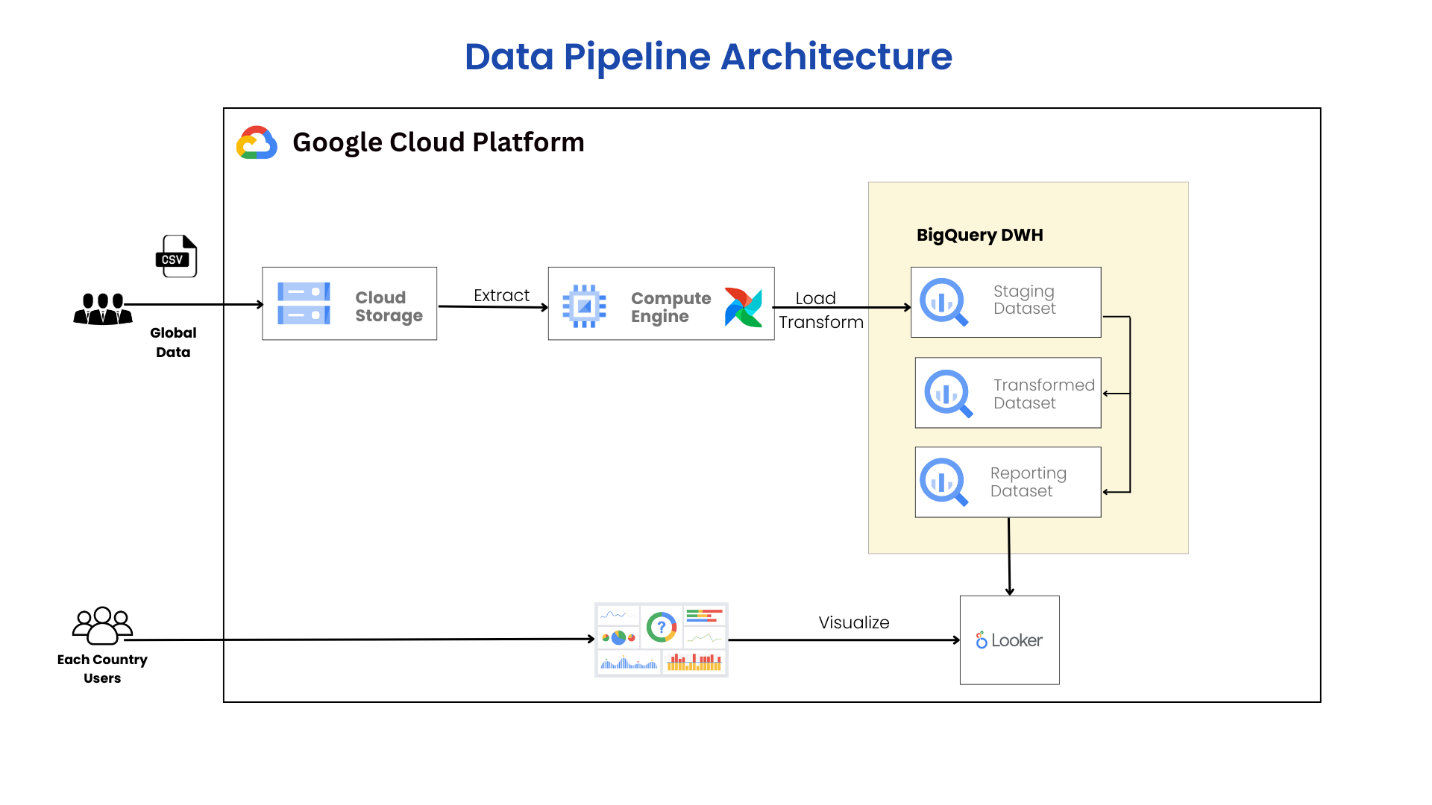 Data Pipeline Architecture
Google Cloud Platform
BigQuery DWH
CSV
Global
Data
Cloud
Storage
Extract
Compute
Engine
Load
Transform
Staging
Dataset
Transformed
Dataset
Reporting
Dataset
Each Country
Users
?
Visualize
Looker